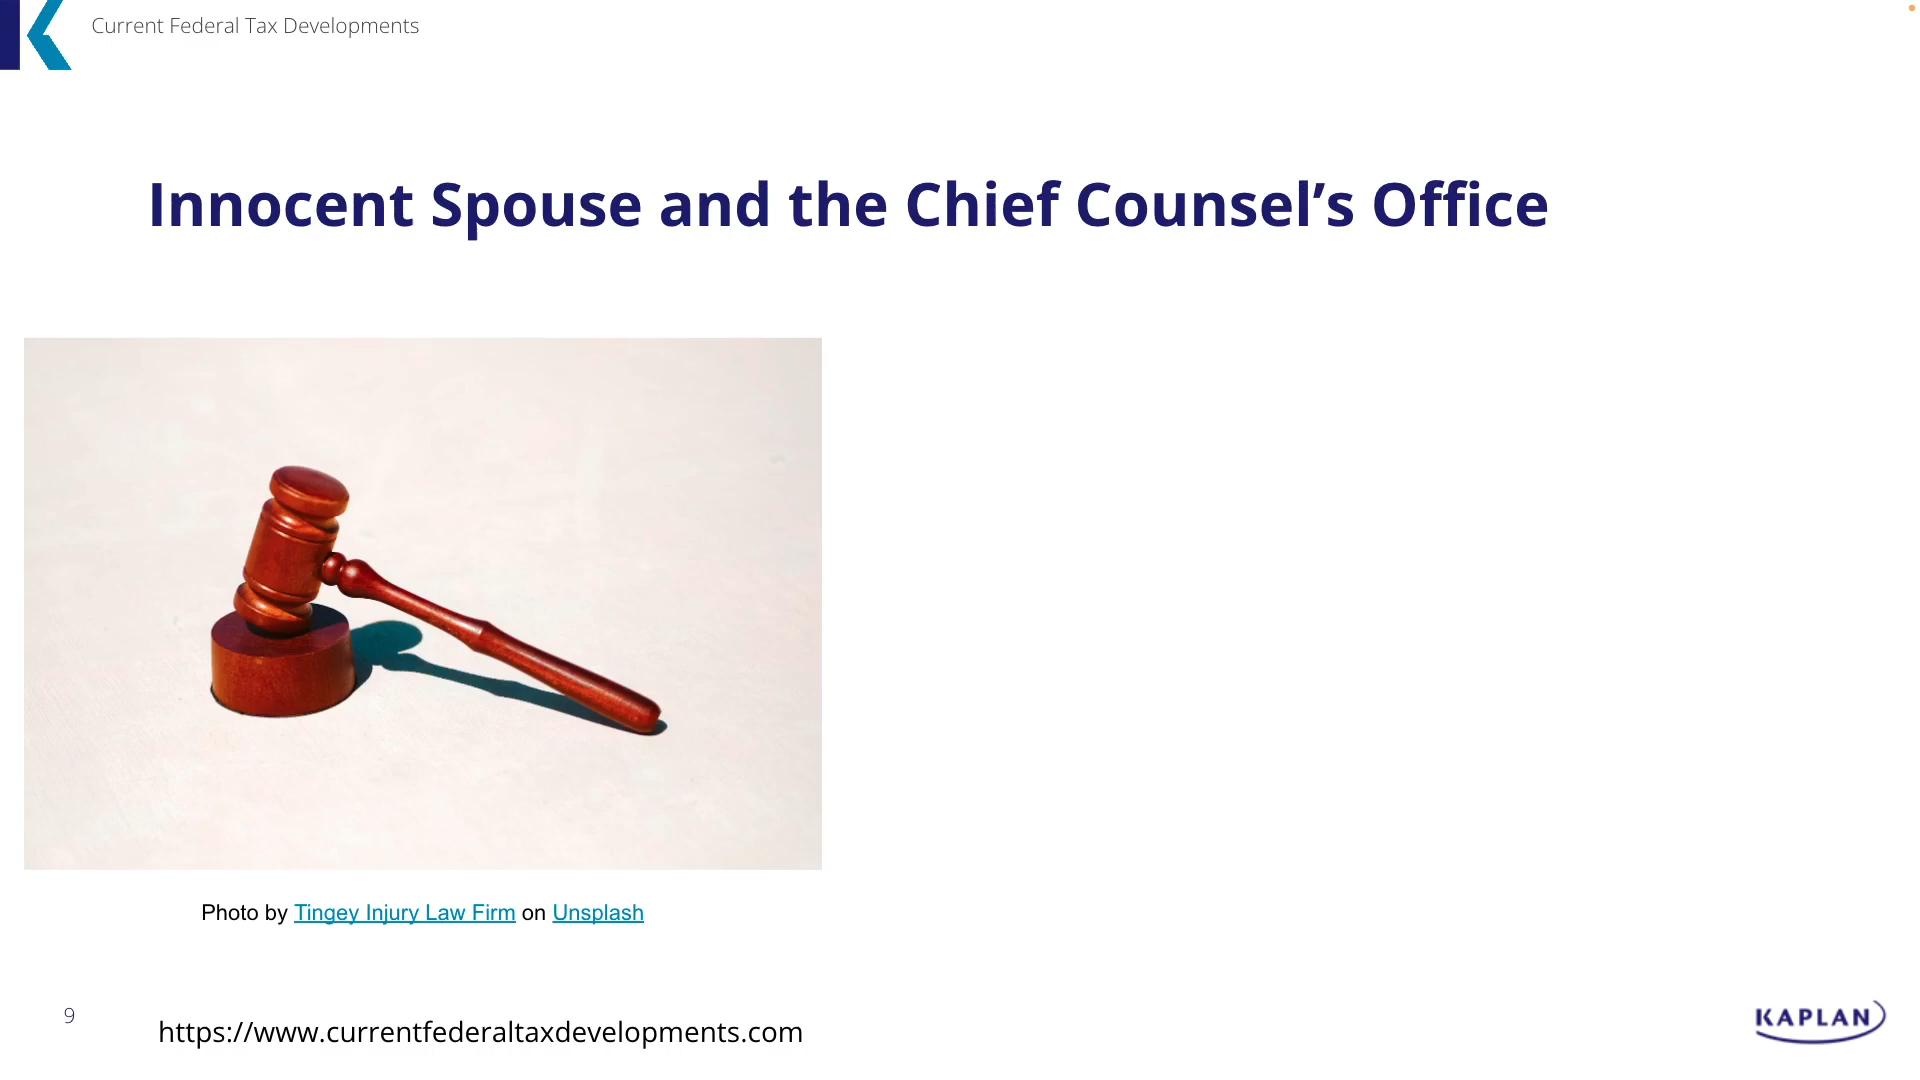 Current Federal Tax Developments
Innocent Spouse and the Chief Counsel’s Office
Photo by Tingey Injury Law Firm on Unsplash
9
https://www.currentfederaltaxdevelopments.com
KAPLAN